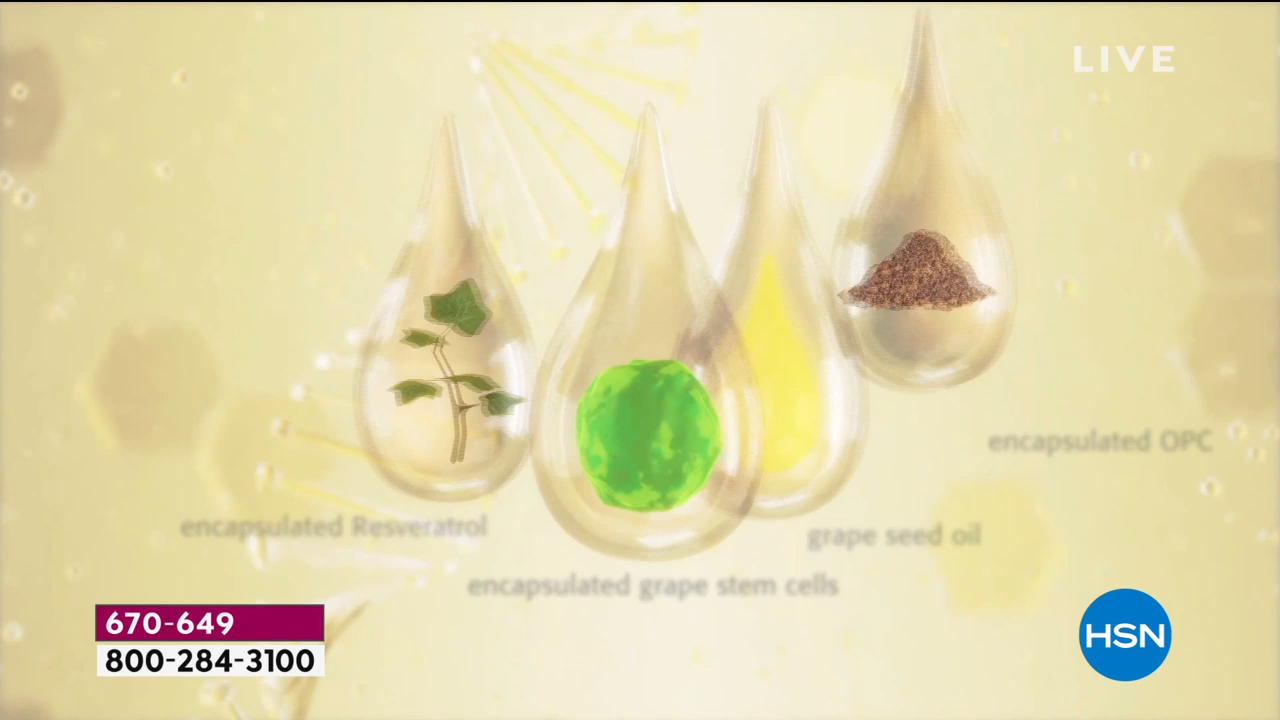 LIVE
encapsulated OPC
encapsulated Resveratrol
grape seed oil
encapsulated grape stem cells
670-649
800-284-3100
HSN